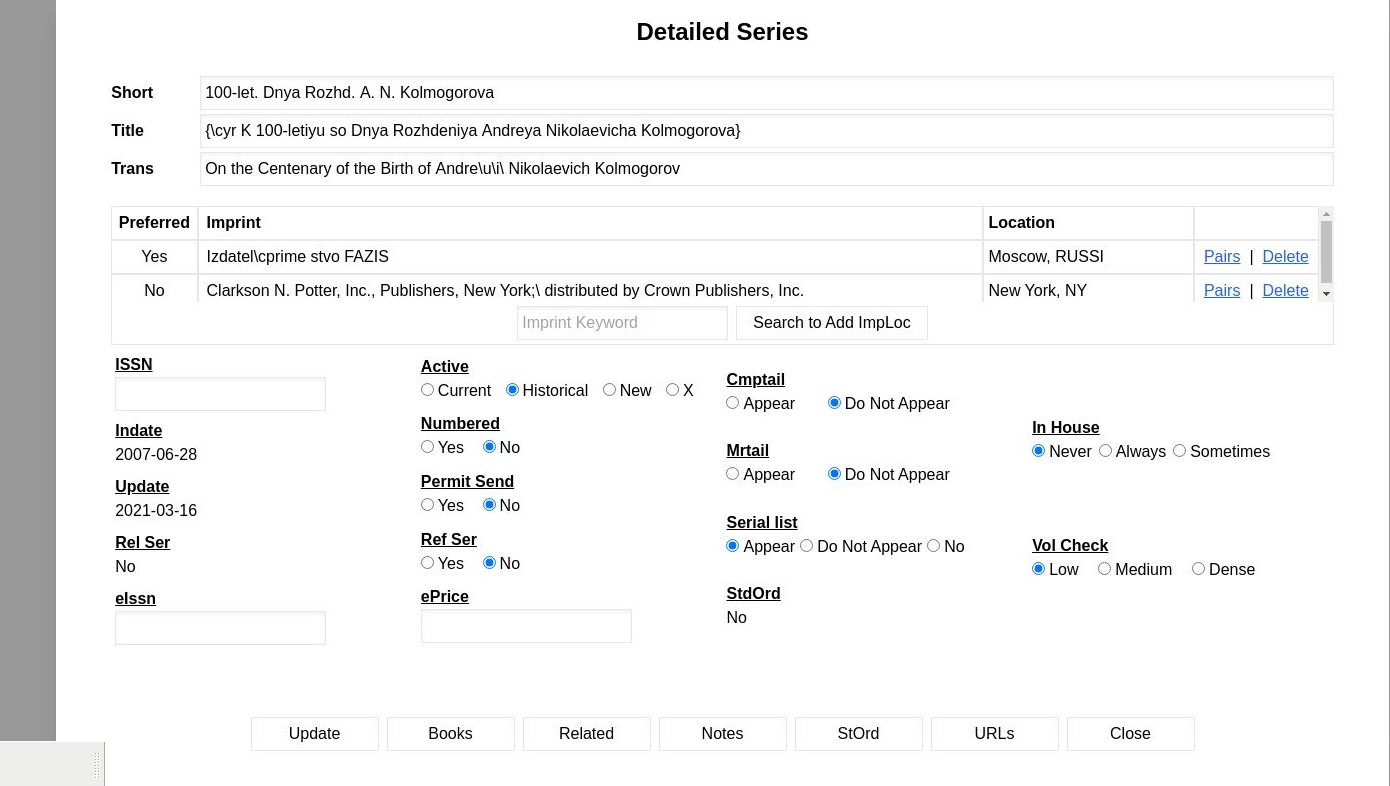 Detailed Series
Short 100-let. Dnya Rozhd. A. N. Kolmogorova
Title {\cyr K 100-letiyu so Dnya Rozhdeniya Andreya Nikolaevicha Kolmogorova}
Trans On the Centenary of the Birth of Andre\u\i\ Nikolaevich Kolmogorov
Preferred Imprint Location
Yes Izdatel\cprime stvo FAZIS Moscow, RUSSI Pairs | Delete
No Clarkson N. Potter, Inc., Publishers, New York;\ distributed by Crown Publishers, Inc. New York, NY Pairs | Delete
Imprint Keyword Search to Add ImpLoc
ISSN
Indate
2007-06-28
Update
2021-03-16
Rel Ser
No
eIssn
Active
Current Historical New X
Numbered
Yes No
Permit Send
Yes No
Ref Ser
Yes No
ePrice
Cmptail
Appear Do Not Appear
Mrtail
Appear Do Not Appear
Serial list
Appear Do Not Appear No
StdOrd
No
In House
Never Always Sometimes
Vol Check
Low Medium Dense
Update Books Related Notes StOrd URLs Close